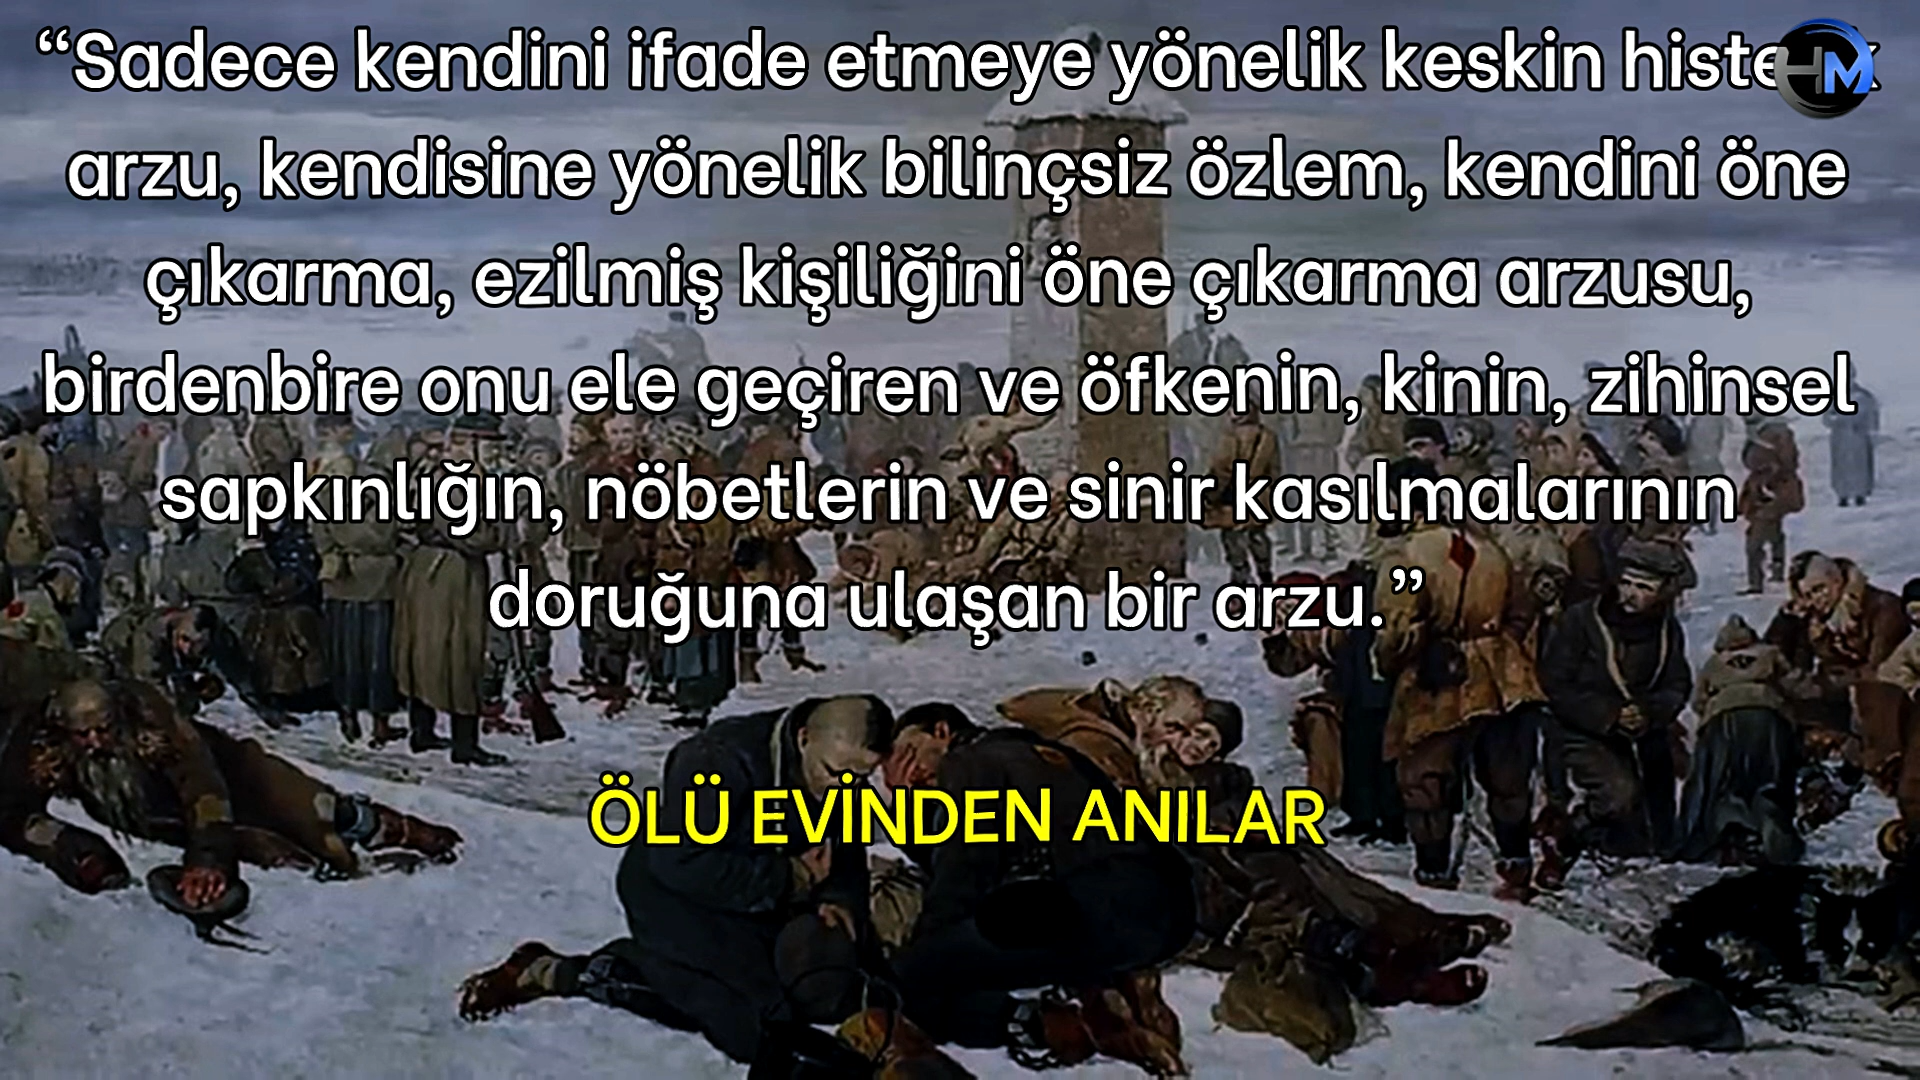 “Sadece kendini ifade etmeye yönelik keskin
arzu, kendisine yönelik bilinçsiz özlem, kendini öne
çıkarma, ezilmiş kişiliğini öne çıkarma arzusu,
birdenbire onu ele geçiren ve öfkenin, kinin, zihinsel
sapkınlığın, nöbetlerin ve sinir kasılmalarının
doruğuna ulaşan bir arzu.”
ÖLÜ EVİNDEN ANILAR
HM